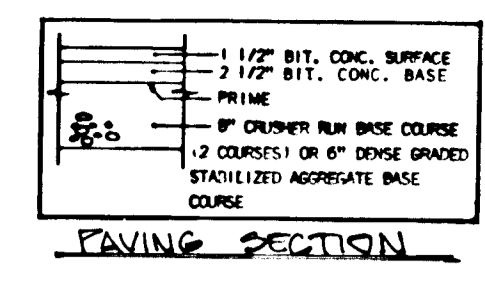 1 1/2" BIT. CONC. SURFACE
2 1/2" BIT. CONC. BASE
PRIME
8" CRUSHER RUN BASE COURSE
(2 COURSES) OR 6" DENSE GRADED
STABILIZED AGGREGATE BASE
COURSE
PAVING SECTION